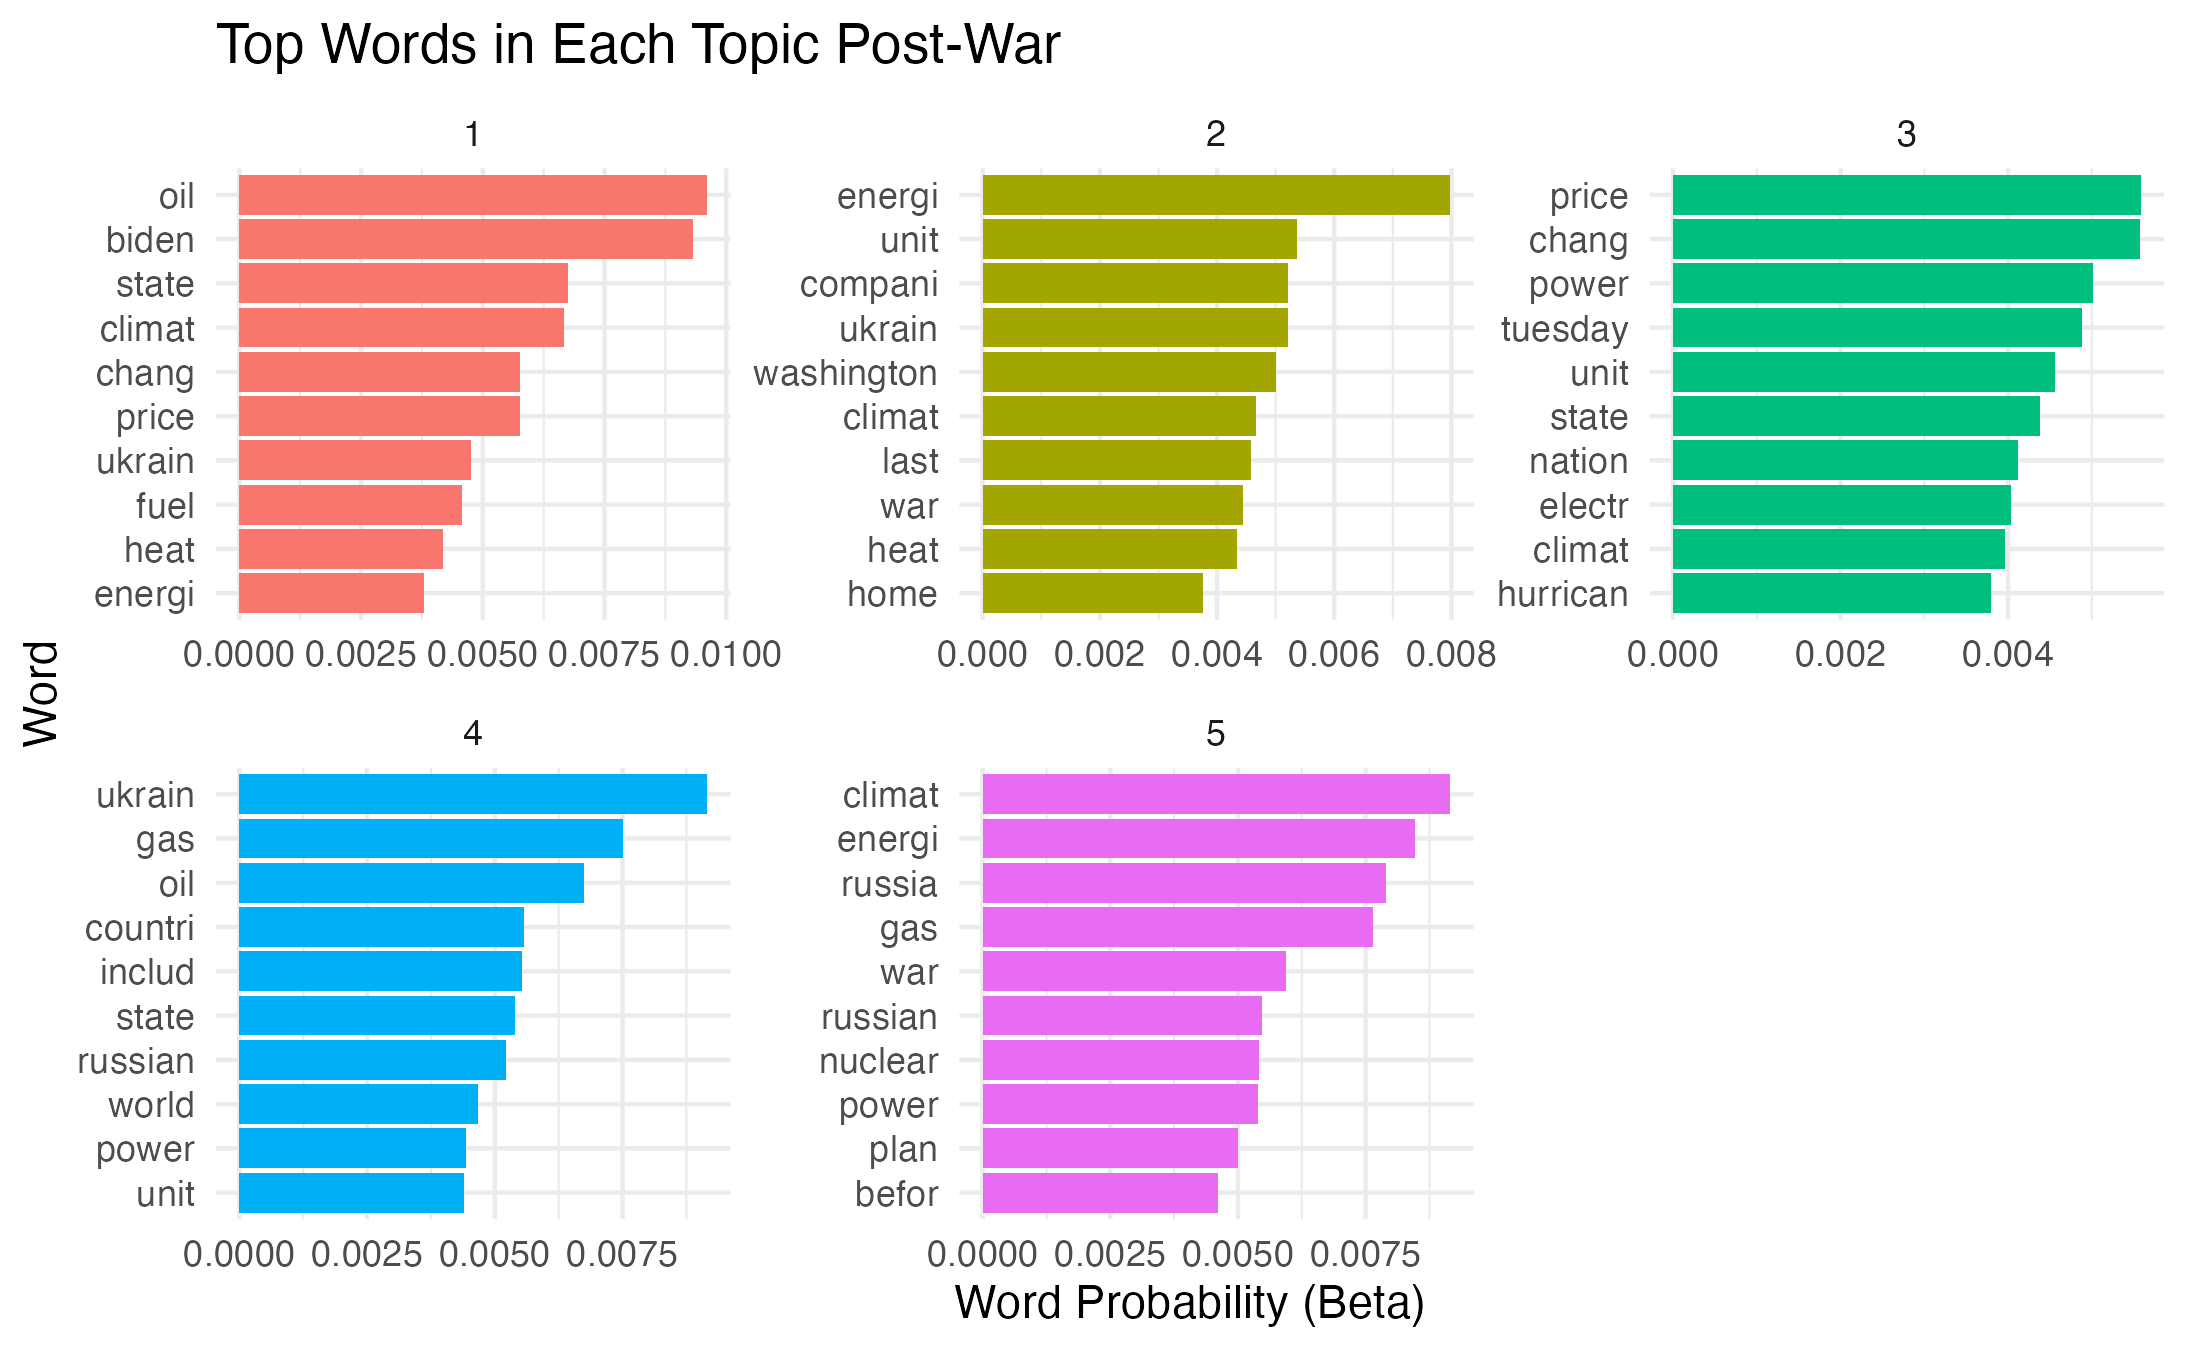 Top Words in Each Topic Post-War
1
oil
biden
state
climat
chang
price
ukrain
fuel
heat
energi
0.0000 0.0025 0.0050 0.0075 0.0100
2
energi
unit
compani
ukrain
washington
climat
last
war
heat
home
0.000 0.002 0.004 0.006 0.008
3
price
chang
power
tuesday
unit
state
nation
electr
climat
hurrican
0.000 0.002 0.004
Word
4
ukrain
gas
oil
countri
includ
state
russian
world
power
unit
0.0000 0.0025 0.0050 0.0075
5
climat
energi
russia
gas
war
russian
nuclear
power
plan
befor
0.0000 0.0025 0.0050 0.0075
Word Probability (Beta)